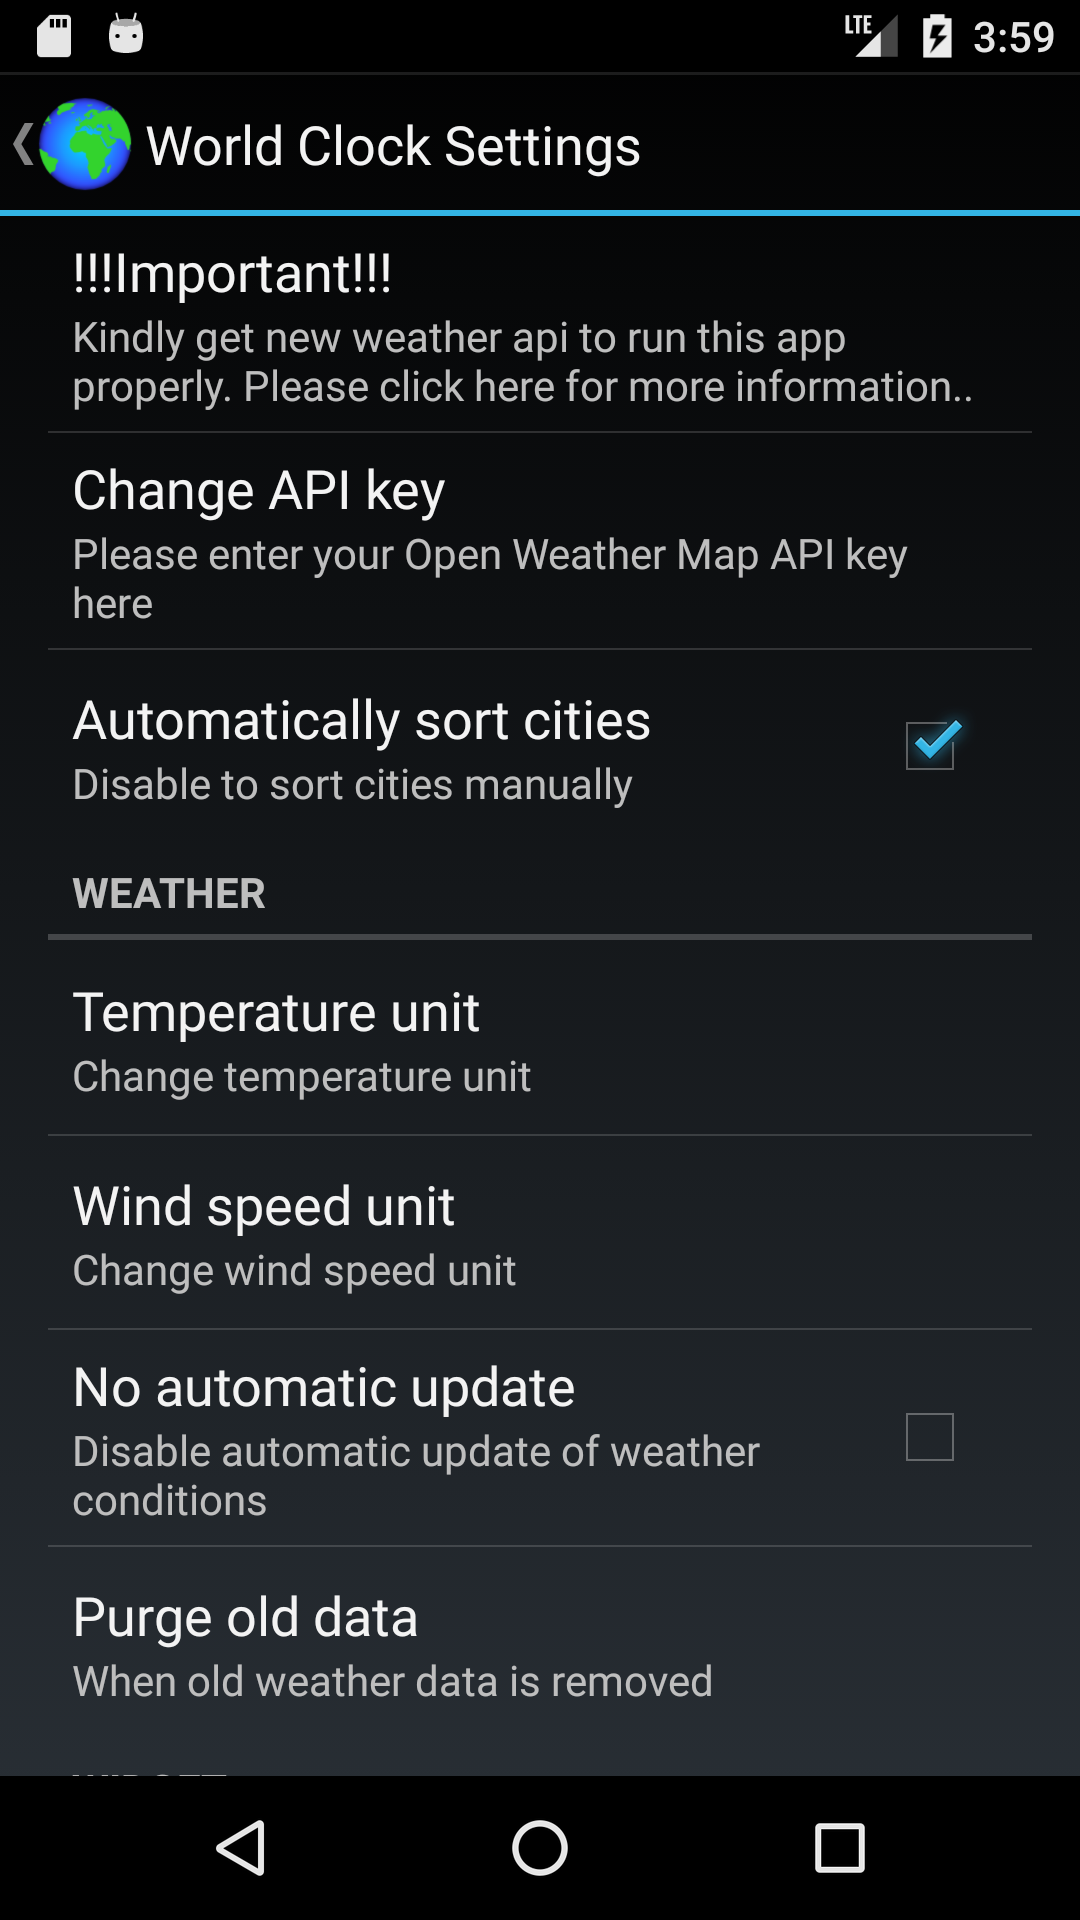 LTE 3:59
World Clock Settings
!!!Important!!!
Kindly get new weather api to run this app
properly. Please click here for more information..
Change API key
Please enter your Open Weather Map API key
here
Automatically sort cities
Disable to sort cities manually
WEATHER
Temperature unit
Change temperature unit
Wind speed unit
Change wind speed unit
No automatic update
Disable automatic update of weather
conditions
Purge old data
When old weather data is removed